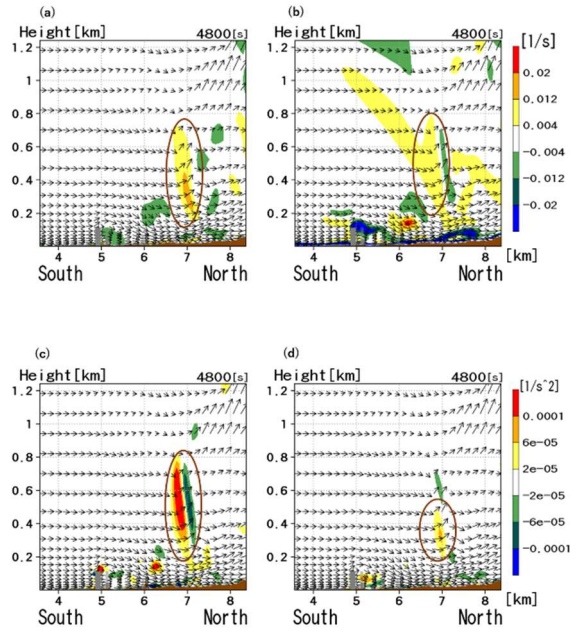 (a)
Height[km] 4800[s]
1.2
1
0.8
0.6
0.4
0.2
4 5 6 7 8
South North
(b)
Height[km] 4800[s]
1.2
1
0.8
0.6
0.4
0.2
4 5 6 7 8
South North
[1/s]
0.02
0.012
0.004
-0.004
-0.012
-0.02
[km]
(c)
Height[km] 4800[s]
1.2
1
0.8
0.6
0.4
0.2
4 5 6 7 8
South North
(d)
Height[km] 4800[s]
1.2
1
0.8
0.6
0.4
0.2
4 5 6 7 8
South North
[1/s^2]
0.0001
6e-05
2e-05
-2e-05
-6e-05
-0.0001
[km]